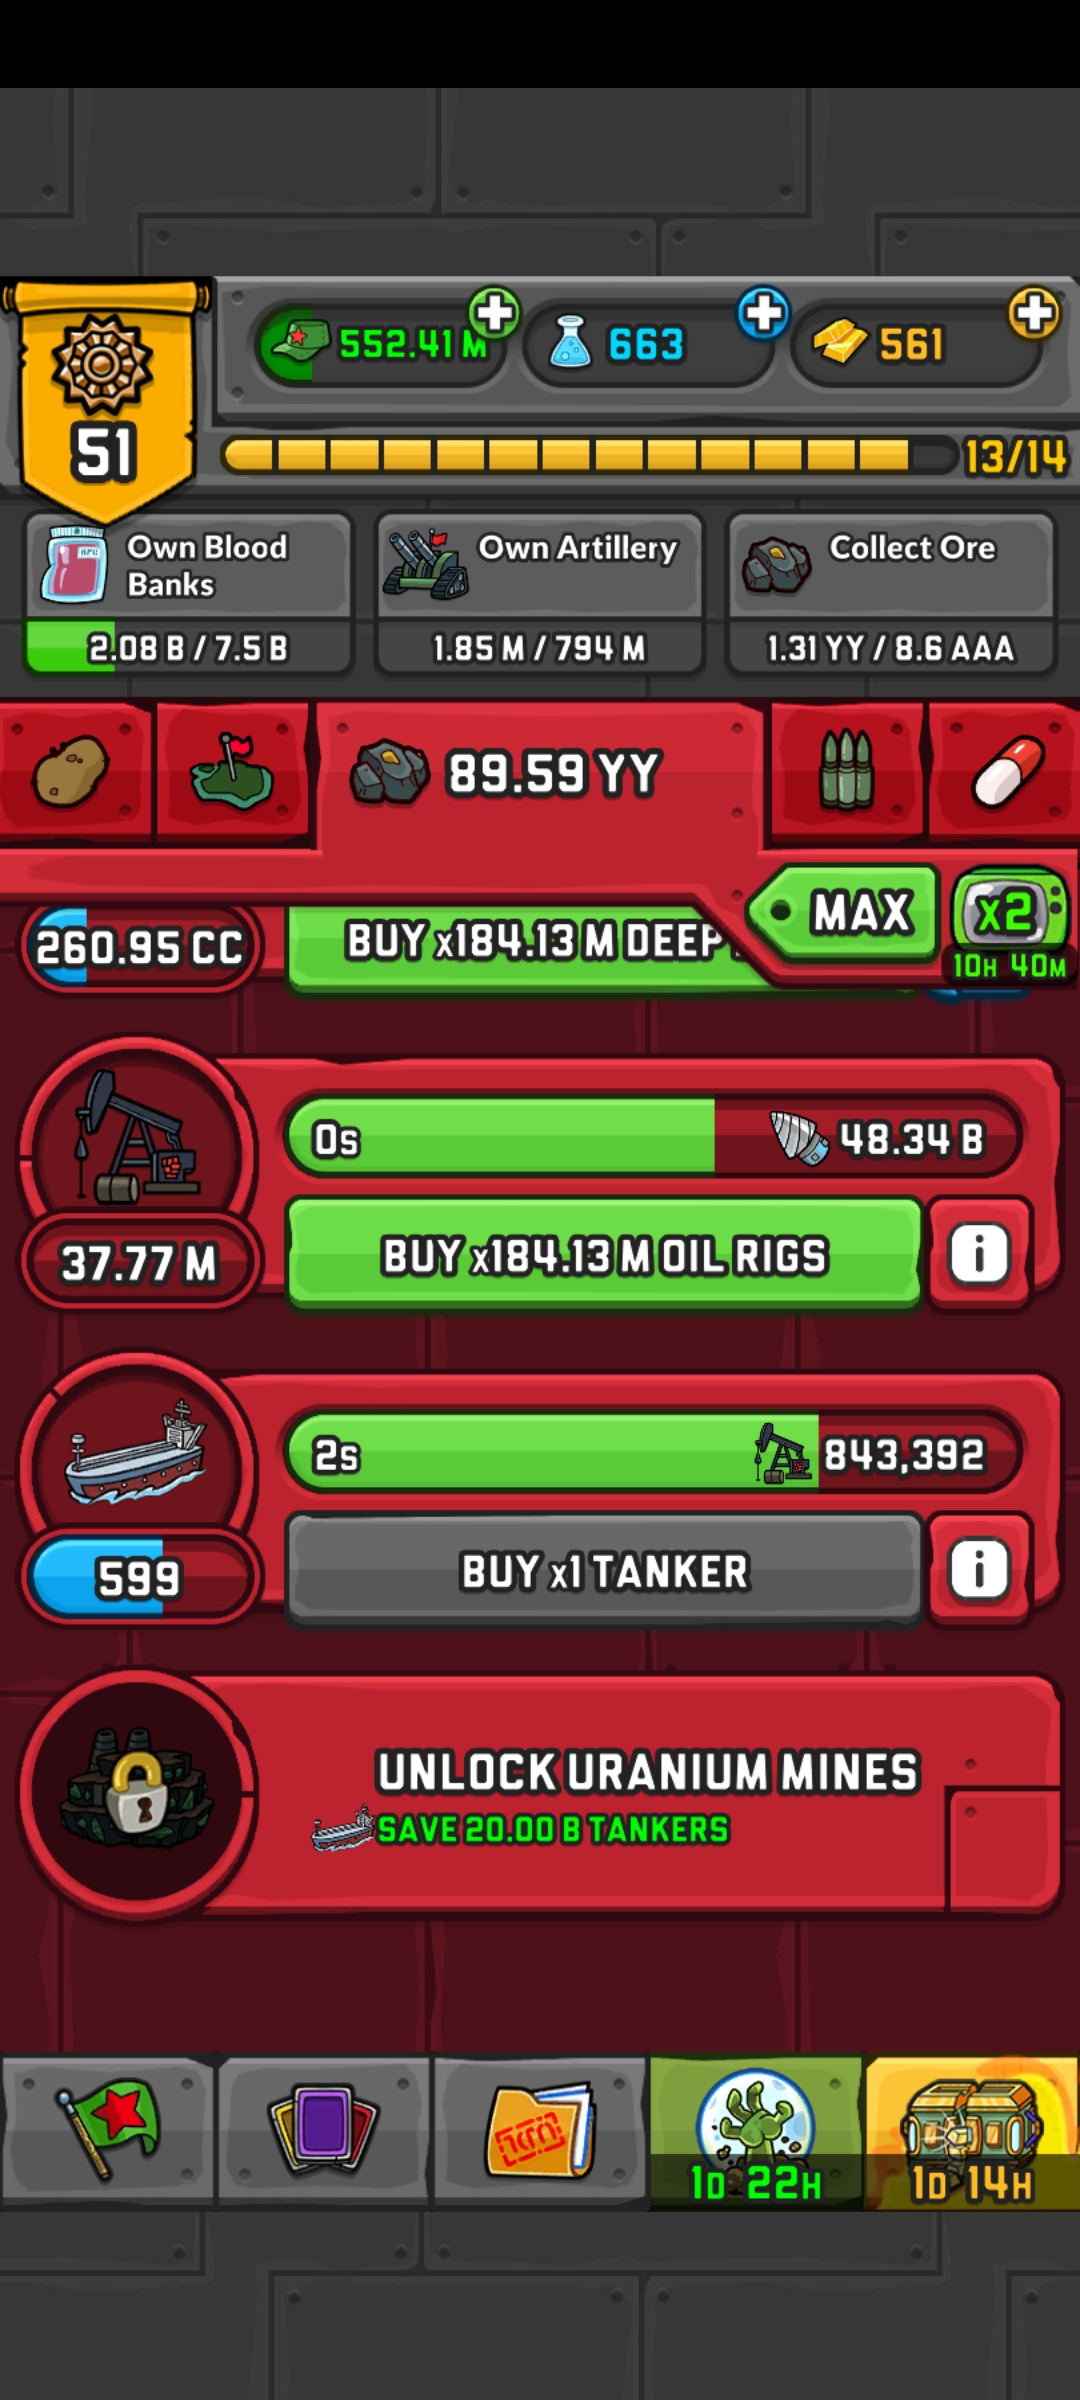 552.41 M
663
561
51
13/14
Own Blood
Banks
2.08 B / 7.5 B
Own Artillery
1.85 M / 794 M
Collect Ore
1.31 YY / 8.6 AAA
89.59 YY
MAX
x2
10H 40M
260.95 CC
BUY x184.13 M DEEP
0s
48.34 B
37.77 M
BUY x184.13 M OIL RIGS
i
2s
843,392
599
BUY x1 TANKER
i
UNLOCK URANIUM MINES
SAVE 20.00 B TANKERS
1D 22H
1D 14H